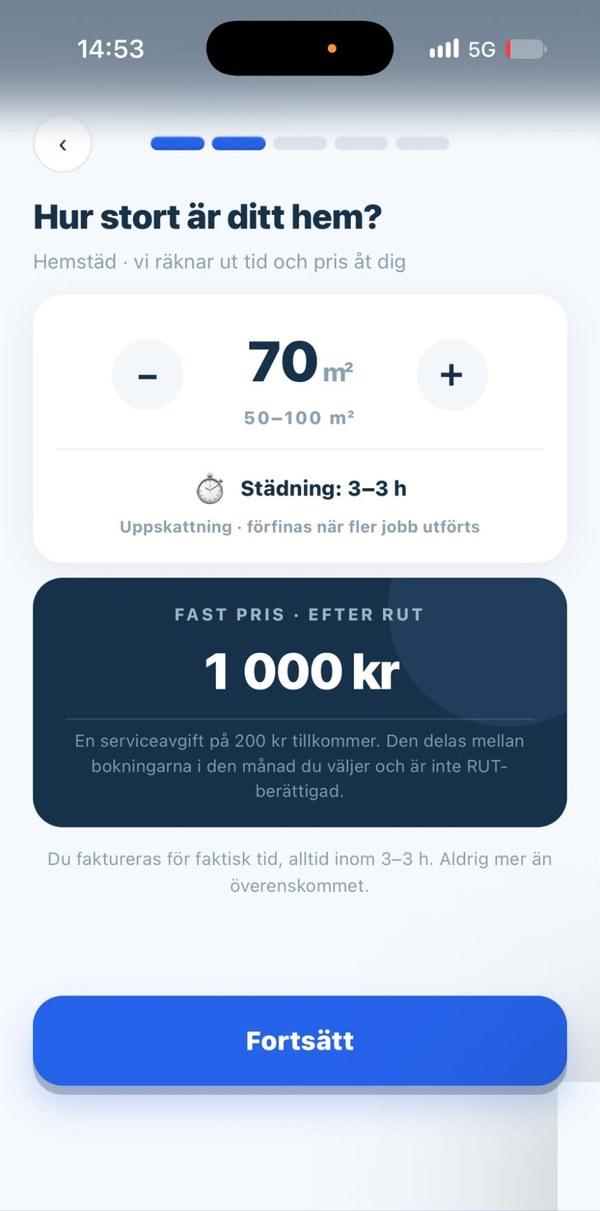 14:53
5G
Hur stort är ditt hem?
Hemstäd · vi räknar ut tid och pris åt dig
− 70 m² +
50–100 m²
Städning: 3–3 h
Uppskattning · förfinas när fler jobb utförts
FAST PRIS · EFTER RUT
1 000 kr
En serviceavgift på 200 kr tillkommer. Den delas mellan
bokningarna i den månad du väljer och är inte RUT-
berättigad.
Du faktureras för faktisk tid, alltid inom 3–3 h. Aldrig mer än
överenskommet.
Fortsätt